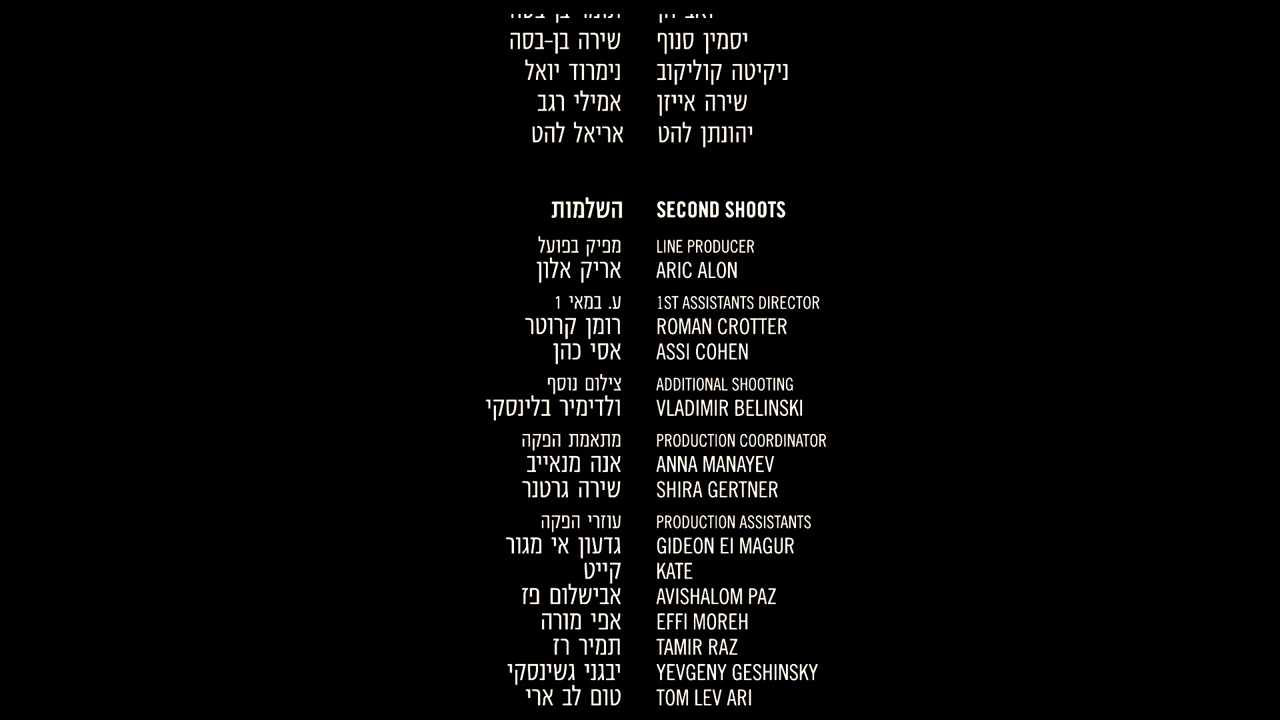 שירה בן-בסה יסמין סנוף
נימרוד יואל ניקיטה קוליקוב
אמילי רגב שירה אייזן
אריאל להט יהונתן להט
השלמות SECOND SHOOTS
מפיק בפועל LINE PRODUCER
אריק אלון ARIC ALON
ע. במאי 1 1ST ASSISTANTS DIRECTOR
רומן קרוטר ROMAN CROTTER
אסי כהן ASSI COHEN
צילום נוסף ADDITIONAL SHOOTING
ולדימיר בלינסקי VLADIMIR BELINSKI
מתאמת הפקה PRODUCTION COORDINATOR
אנה מנאייב ANNA MANAYEV
שירה גרטנר SHIRA GERTNER
עוזרי הפקה PRODUCTION ASSISTANTS
גדעון אי מגור GIDEON EI MAGUR
קייט KATE
אבישלום פז AVISHALOM PAZ
אפי מורה EFFI MOREH
תמיר רז TAMIR RAZ
יבגני גשינסקי YEVGENY GESHINSKY
טום לב ארי TOM LEV ARI